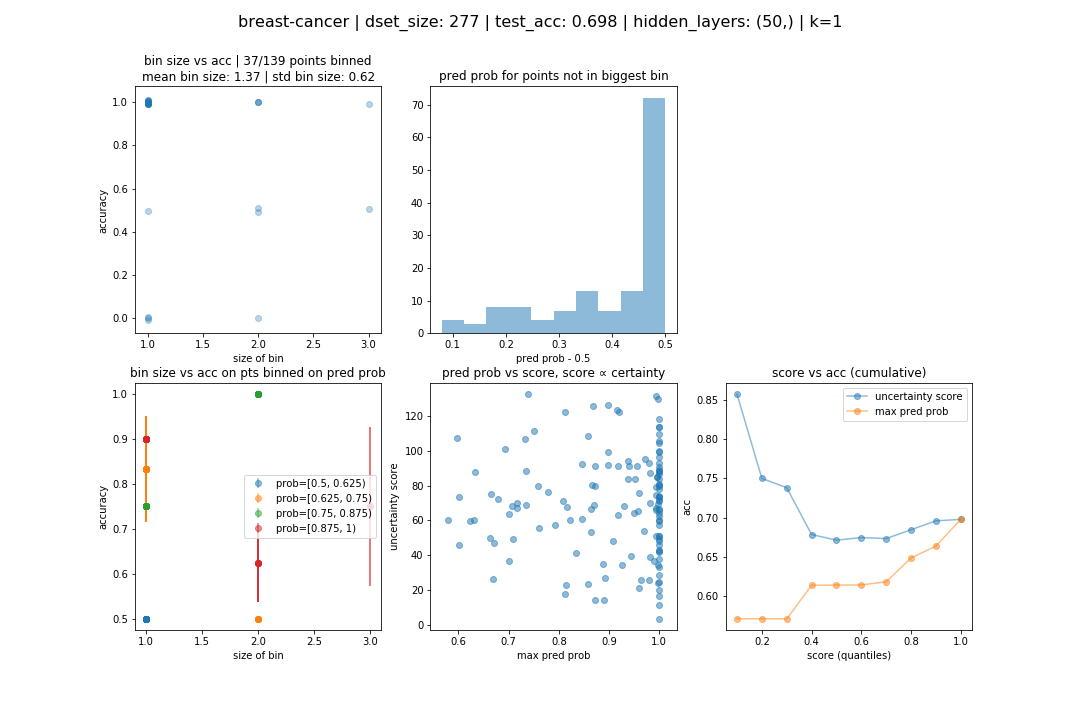 breast-cancer | dset_size: 277 | test_acc: 0.698 | hidden_layers: (50,) | k=1
bin size vs acc | 37/139 points binned
mean bin size: 1.37 | std bin size: 0.62
1.0
0.8
0.6
0.4
0.2
0.0
accuracy
1.0
1.5
2.0
2.5
3.0
size of bin
pred prob for points not in biggest bin
70
60
50
40
30
20
10
0
0.1
0.2
0.3
0.4
0.5
pred prob - 0.5
bin size vs acc on pts binned on pred prob
1.0
0.9
0.8
0.7
0.6
0.5
accuracy
prob=[0.5, 0.625)
prob=[0.625, 0.75)
prob=[0.75, 0.875)
prob=[0.875, 1)
1.0
1.5
2.0
2.5
3.0
size of bin
pred prob vs score, score ∝ certainty
120
100
80
60
40
20
0
uncertainty score
0.6
0.7
0.8
0.9
1.0
max pred prob
score vs acc (cumulative)
uncertainty score
max pred prob
0.85
0.80
0.75
0.70
0.65
0.60
acc
0.2
0.4
0.6
0.8
1.0
score (quantiles)